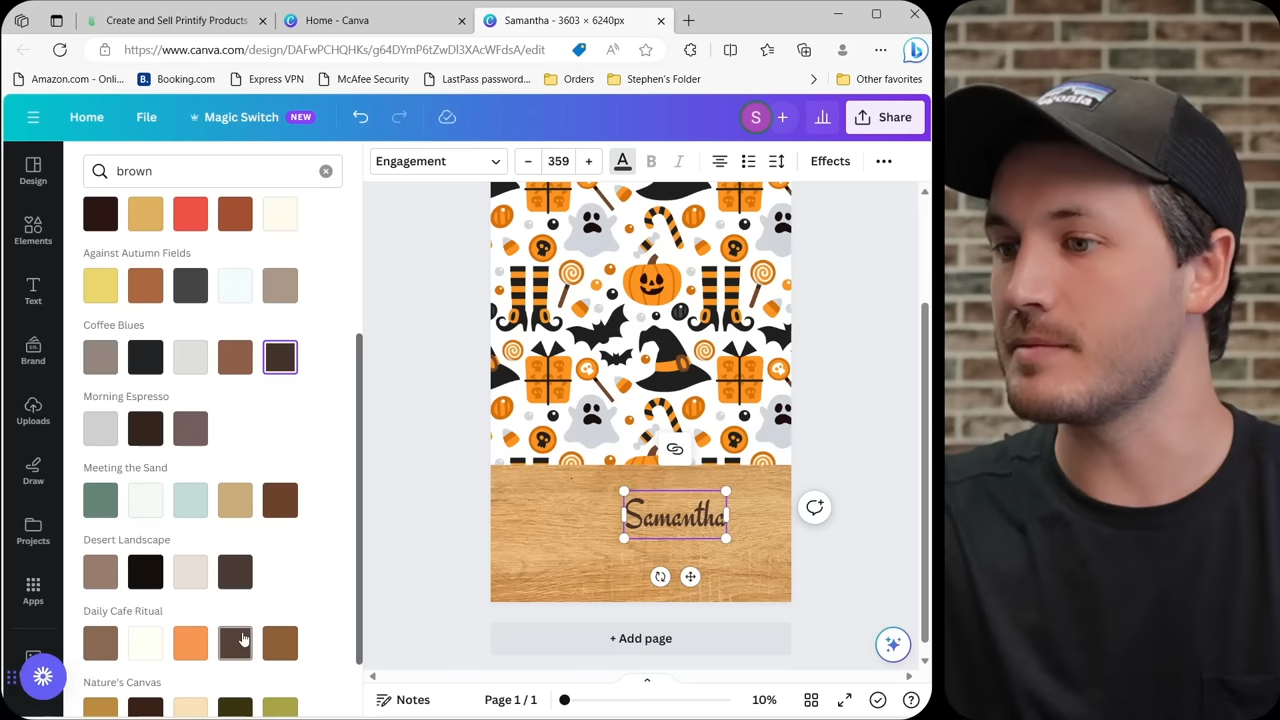 Create and Sell Printify Products
Home - Canva
Samantha - 3603 × 6240px
https://www.canva.com/design/DAFwPCHQHKs/g64DYmP6tZwDl3XAcWFdsA/edit
Amazon.com - Onli...
Booking.com
Express VPN
McAfee Security
LastPass password...
Orders
Stephen's Folder
Other favorites
Home
File
Magic Switch
NEW
S
Share
Design
Elements
Text
Brand
Uploads
Draw
Projects
Apps
brown
Against Autumn Fields
Coffee Blues
Morning Espresso
Meeting the Sand
Desert Landscape
Daily Cafe Ritual
Nature's Canvas
Engagement
− 359 +
A B I
Effects
Samantha
+ Add page
Notes
Page 1 / 1
10%